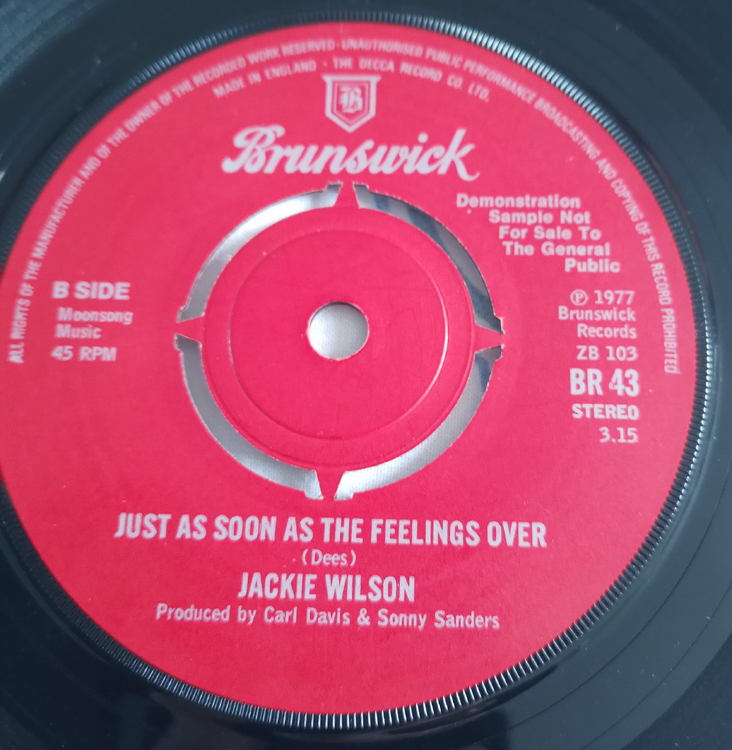 ALL RIGHTS OF THE MANUFACTURER AND OF THE OWNER OF THE RECORDED WORK RESERVED · UNAUTHORISED PUBLIC PERFORMANCE BROADCASTING AND COPYING OF THIS RECORD PROHIBITED
MADE IN ENGLAND · THE DECCA RECORD CO. LTD.
B
Brunswick
Demonstration
Sample Not
For Sale To
The General
Public
B SIDE
Moonsong
Music
45 RPM
℗ 1977
Brunswick
Records
ZB 103
BR 43
STEREO
3.15
JUST AS SOON AS THE FEELINGS OVER
(Dees)
JACKIE WILSON
Produced by Carl Davis & Sonny Sanders